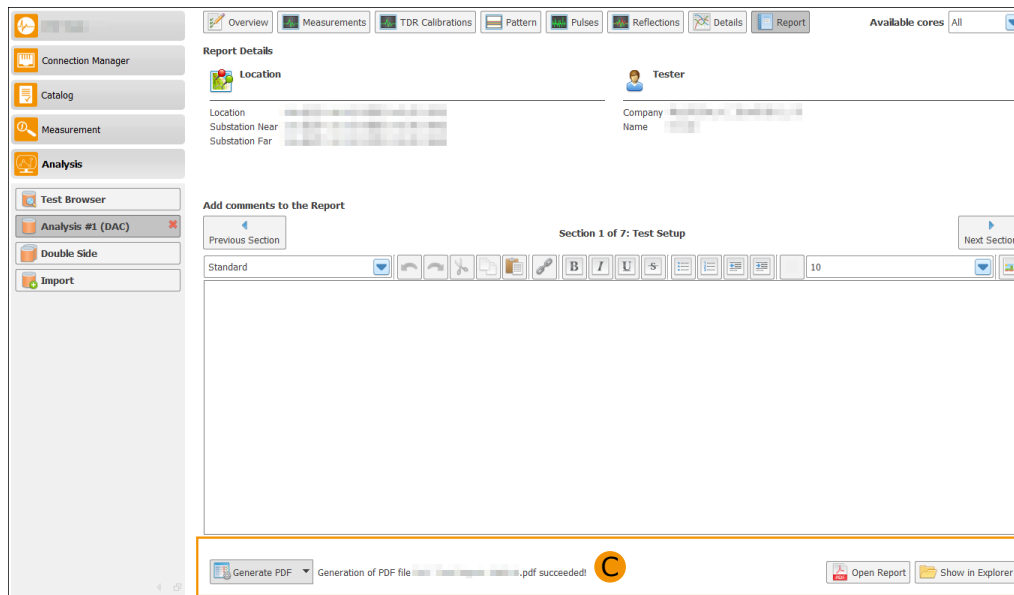 Overview Measurements TDR Calibrations Pattern Pulses Reflections Details Report Available cores All
Connection Manager
Catalog
Measurement
Analysis
Test Browser
Analysis #1 (DAC)
Double Side
Import
Report Details
Location
Tester
Location
Substation Near
Substation Far
Company
Name
Add comments to the Report
Previous Section
Section 1 of 7: Test Setup
Next Section
Standard B I U S 10
Generate PDF Generation of PDF file .pdf succeeded! C Open Report Show in Explorer